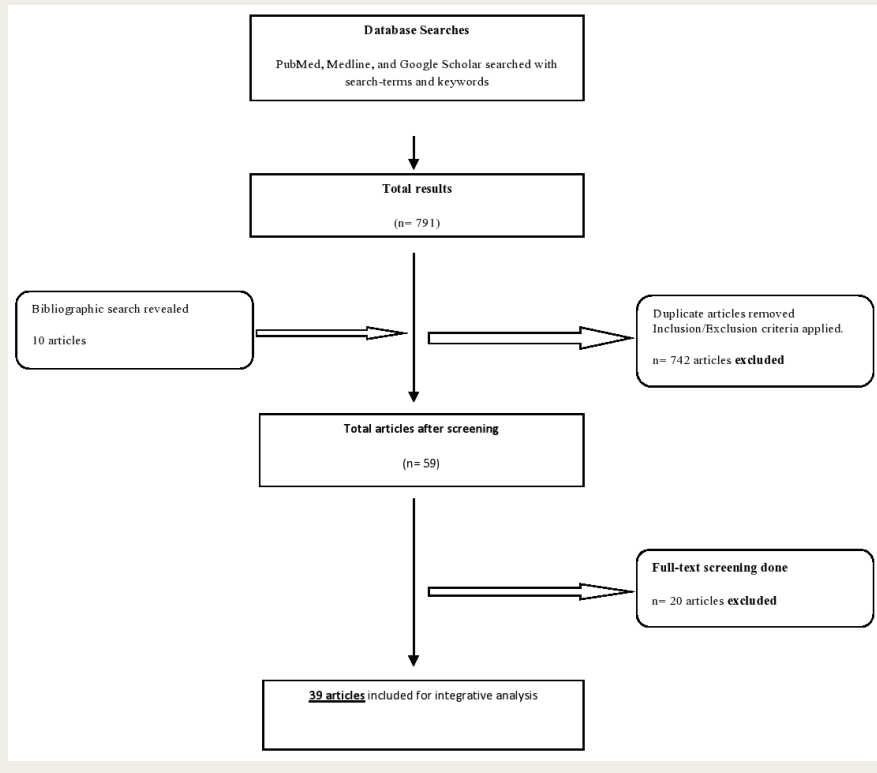 Database Searches
PubMed, Medline, and Google Scholar searched with
search-terms and keywords
Total results
(n= 791)
Bibliographic search revealed
10 articles
Duplicate articles removed
Inclusion/Exclusion criteria applied.
n= 742 articles excluded
Total articles after screening
(n= 59)
Full-text screening done
n= 20 articles excluded
39 articles included for integrative analysis